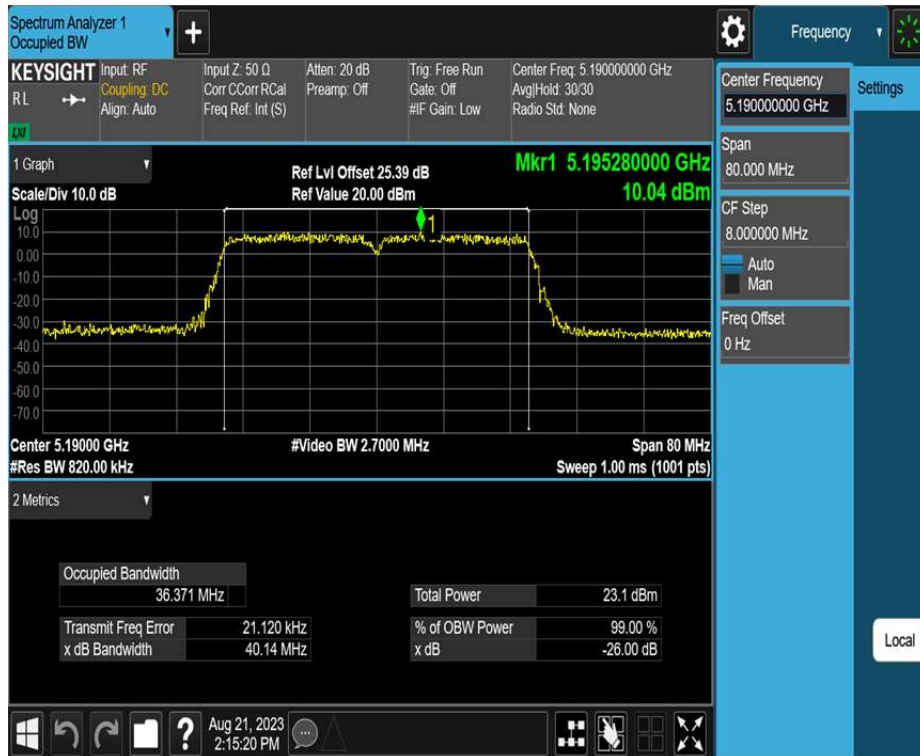 Spectrum Analyzer 1
Occupied BW
+
Frequency
KEYSIGHT
R L
LXI
Input: RF
Coupling: DC
Align: Auto
Input Z: 50 Ω
Corr CCorr RCal
Freq Ref: Int (S)
Atten: 20 dB
Preamp: Off
Trig: Free Run
Gate: Off
#IF Gain: Low
Center Freq: 5.190000000 GHz
Avg|Hold: 30/30
Radio Std: None
Center Frequency
5.190000000 GHz
Settings
Span
80.000 MHz
CF Step
8.000000 MHz
Auto
Man
Freq Offset
0 Hz
1 Graph
Scale/Div 10.0 dB
Ref Lvl Offset 25.39 dB
Ref Value 20.00 dBm
Mkr1 5.195280000 GHz
10.04 dBm
Log
1
10.0
0.00
-10.0
-20.0
-30.0
-40.0
-50.0
-60.0
-70.0
Center 5.19000 GHz
#Video BW 2.7000 MHz
Span 80 MHz
#Res BW 820.00 kHz
Sweep 1.00 ms (1001 pts)
2 Metrics
Occupied Bandwidth
36.371 MHz
Total Power 23.1 dBm
Transmit Freq Error 21.120 kHz
% of OBW Power 99.00 %
x dB Bandwidth 40.14 MHz
x dB -26.00 dB
Local
?
Aug 21, 2023
2:15:20 PM